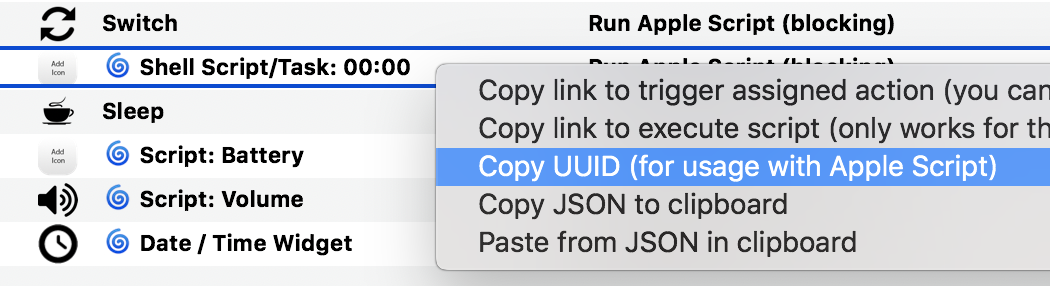 Switch Run Apple Script (blocking)
Add Icon Shell Script/Task: 00:00 Run Apple Script (blocking)
Copy link to trigger assigned action (you can
Copy link to execute script (only works for th
Copy UUID (for usage with Apple Script)
Copy JSON to clipboard
Paste from JSON in clipboard
Sleep
Add Icon Script: Battery
Script: Volume
Date / Time Widget